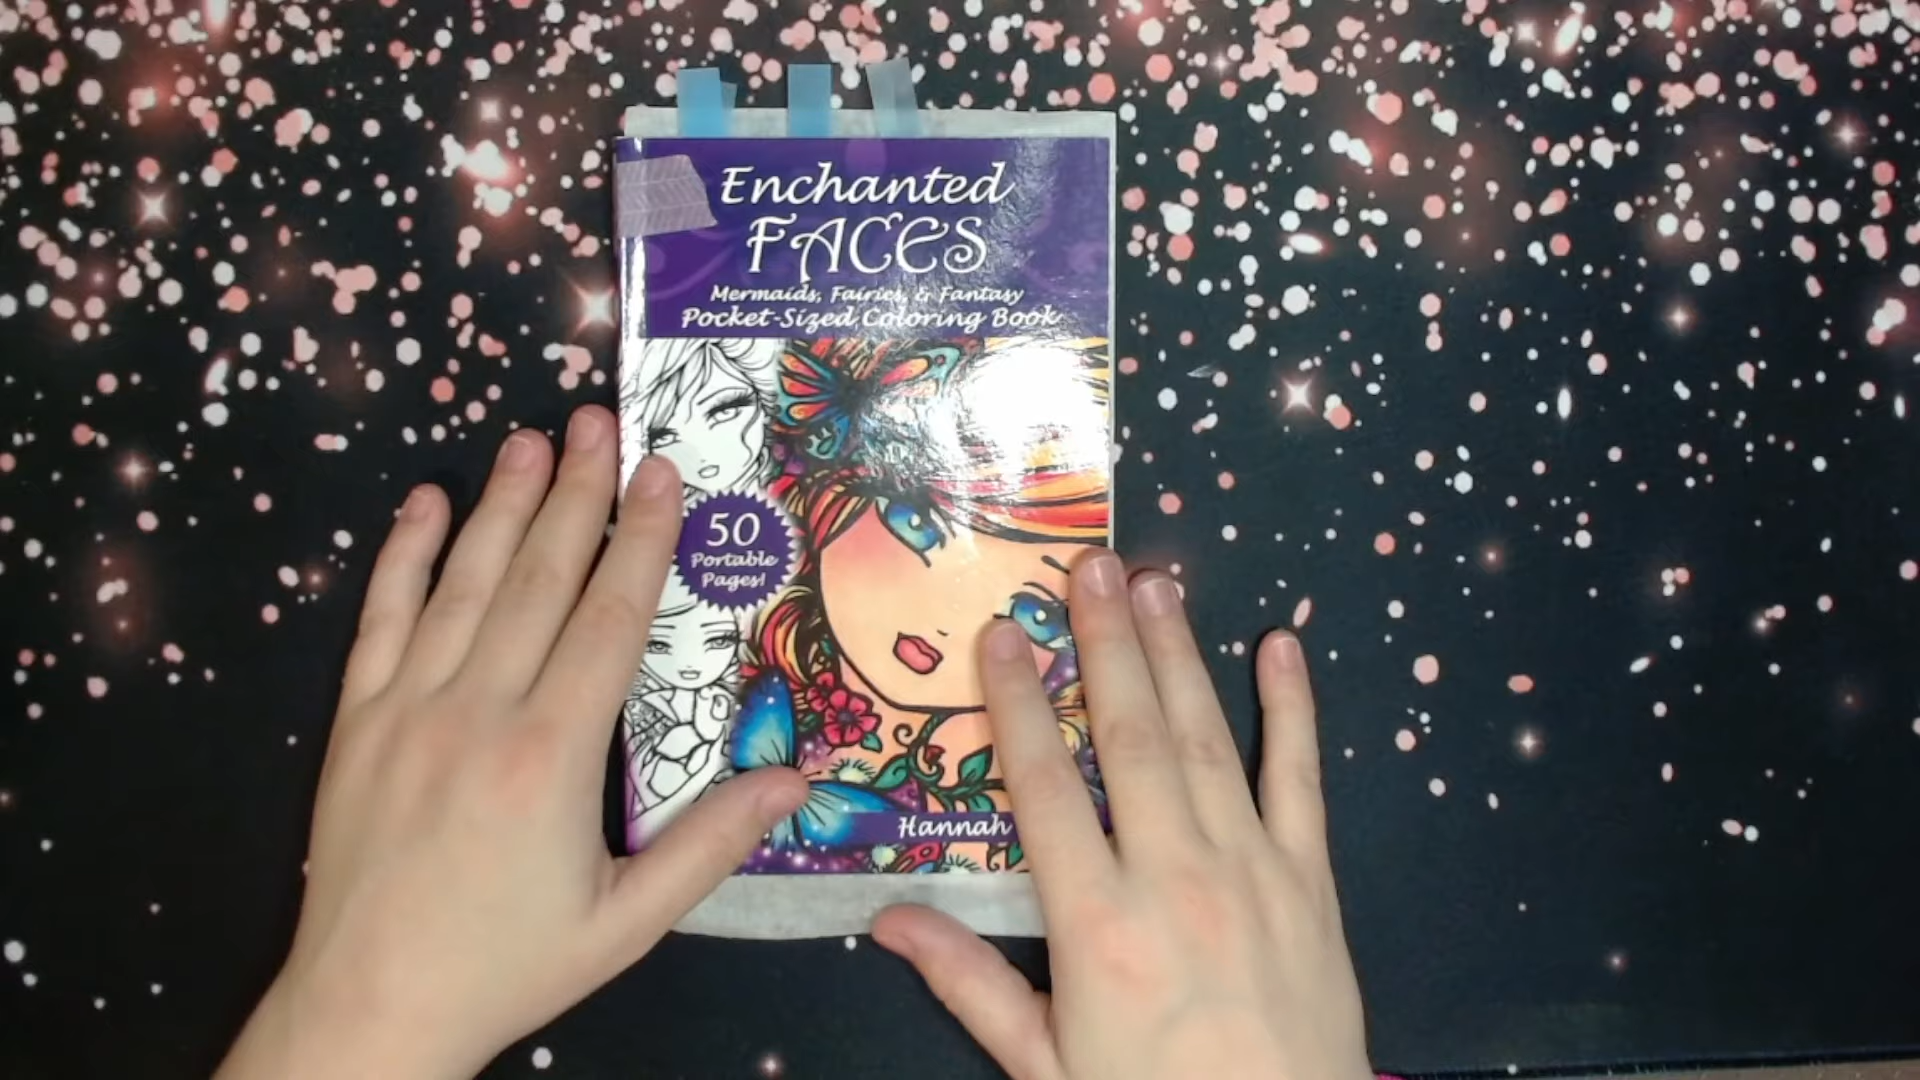 Enchanted
FACES
Mermaids, Fairies, & Fantasy
Pocket-Sized Coloring Book
50
Portable
Pages!
Hannah